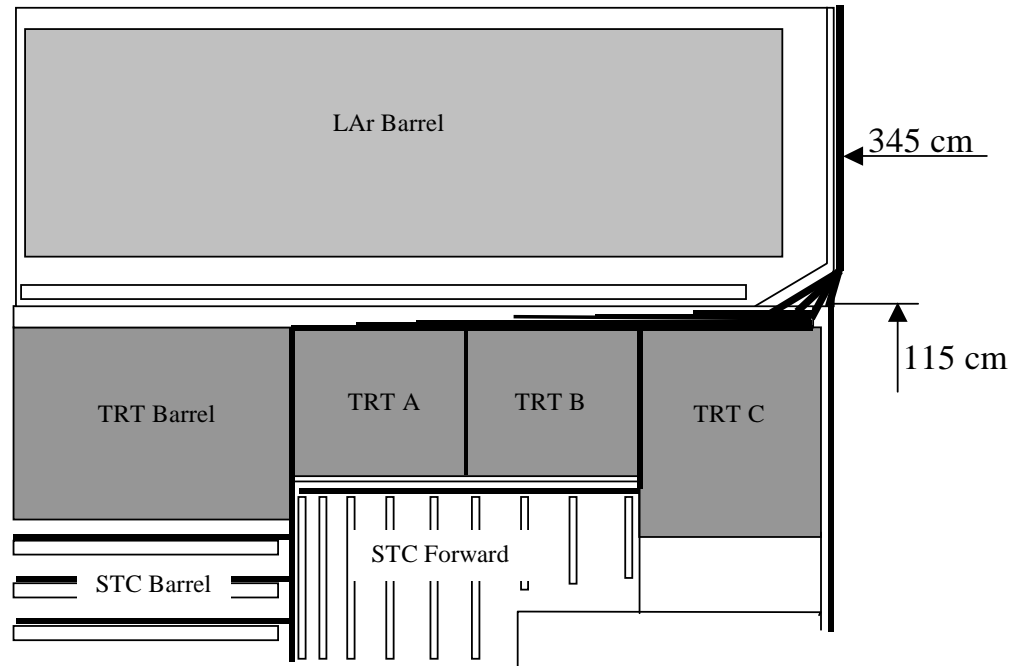 LAr Barrel
345 cm
115 cm
TRT Barrel
TRT A
TRT B
TRT C
STC Forward
STC Barrel